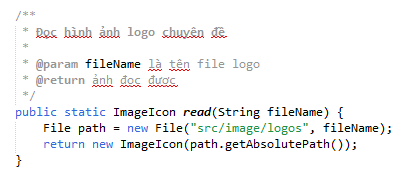 /**
 * Đọc hình ảnh logo chuyên đề
 *
 * @param fileName là tên file logo
 * @return ảnh đọc được
 */
public static ImageIcon read(String fileName) {
    File path = new File("src/image/logos", fileName);
    return new ImageIcon(path.getAbsolutePath());
}